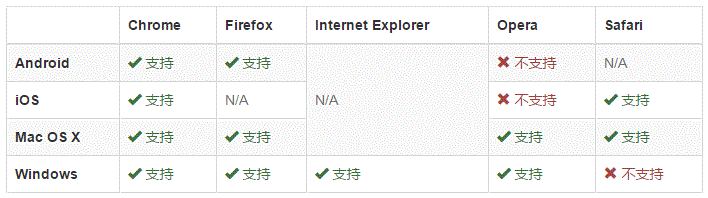 Chrome Firefox Internet Explorer Opera Safari
Android ✔ 支持 ✔ 支持 ✖ 不支持 N/A
iOS ✔ 支持 N/A N/A ✖ 不支持 ✔ 支持
Mac OS X ✔ 支持 ✔ 支持 ✔ 支持 ✔ 支持
Windows ✔ 支持 ✔ 支持 ✔ 支持 ✔ 支持 ✖ 不支持